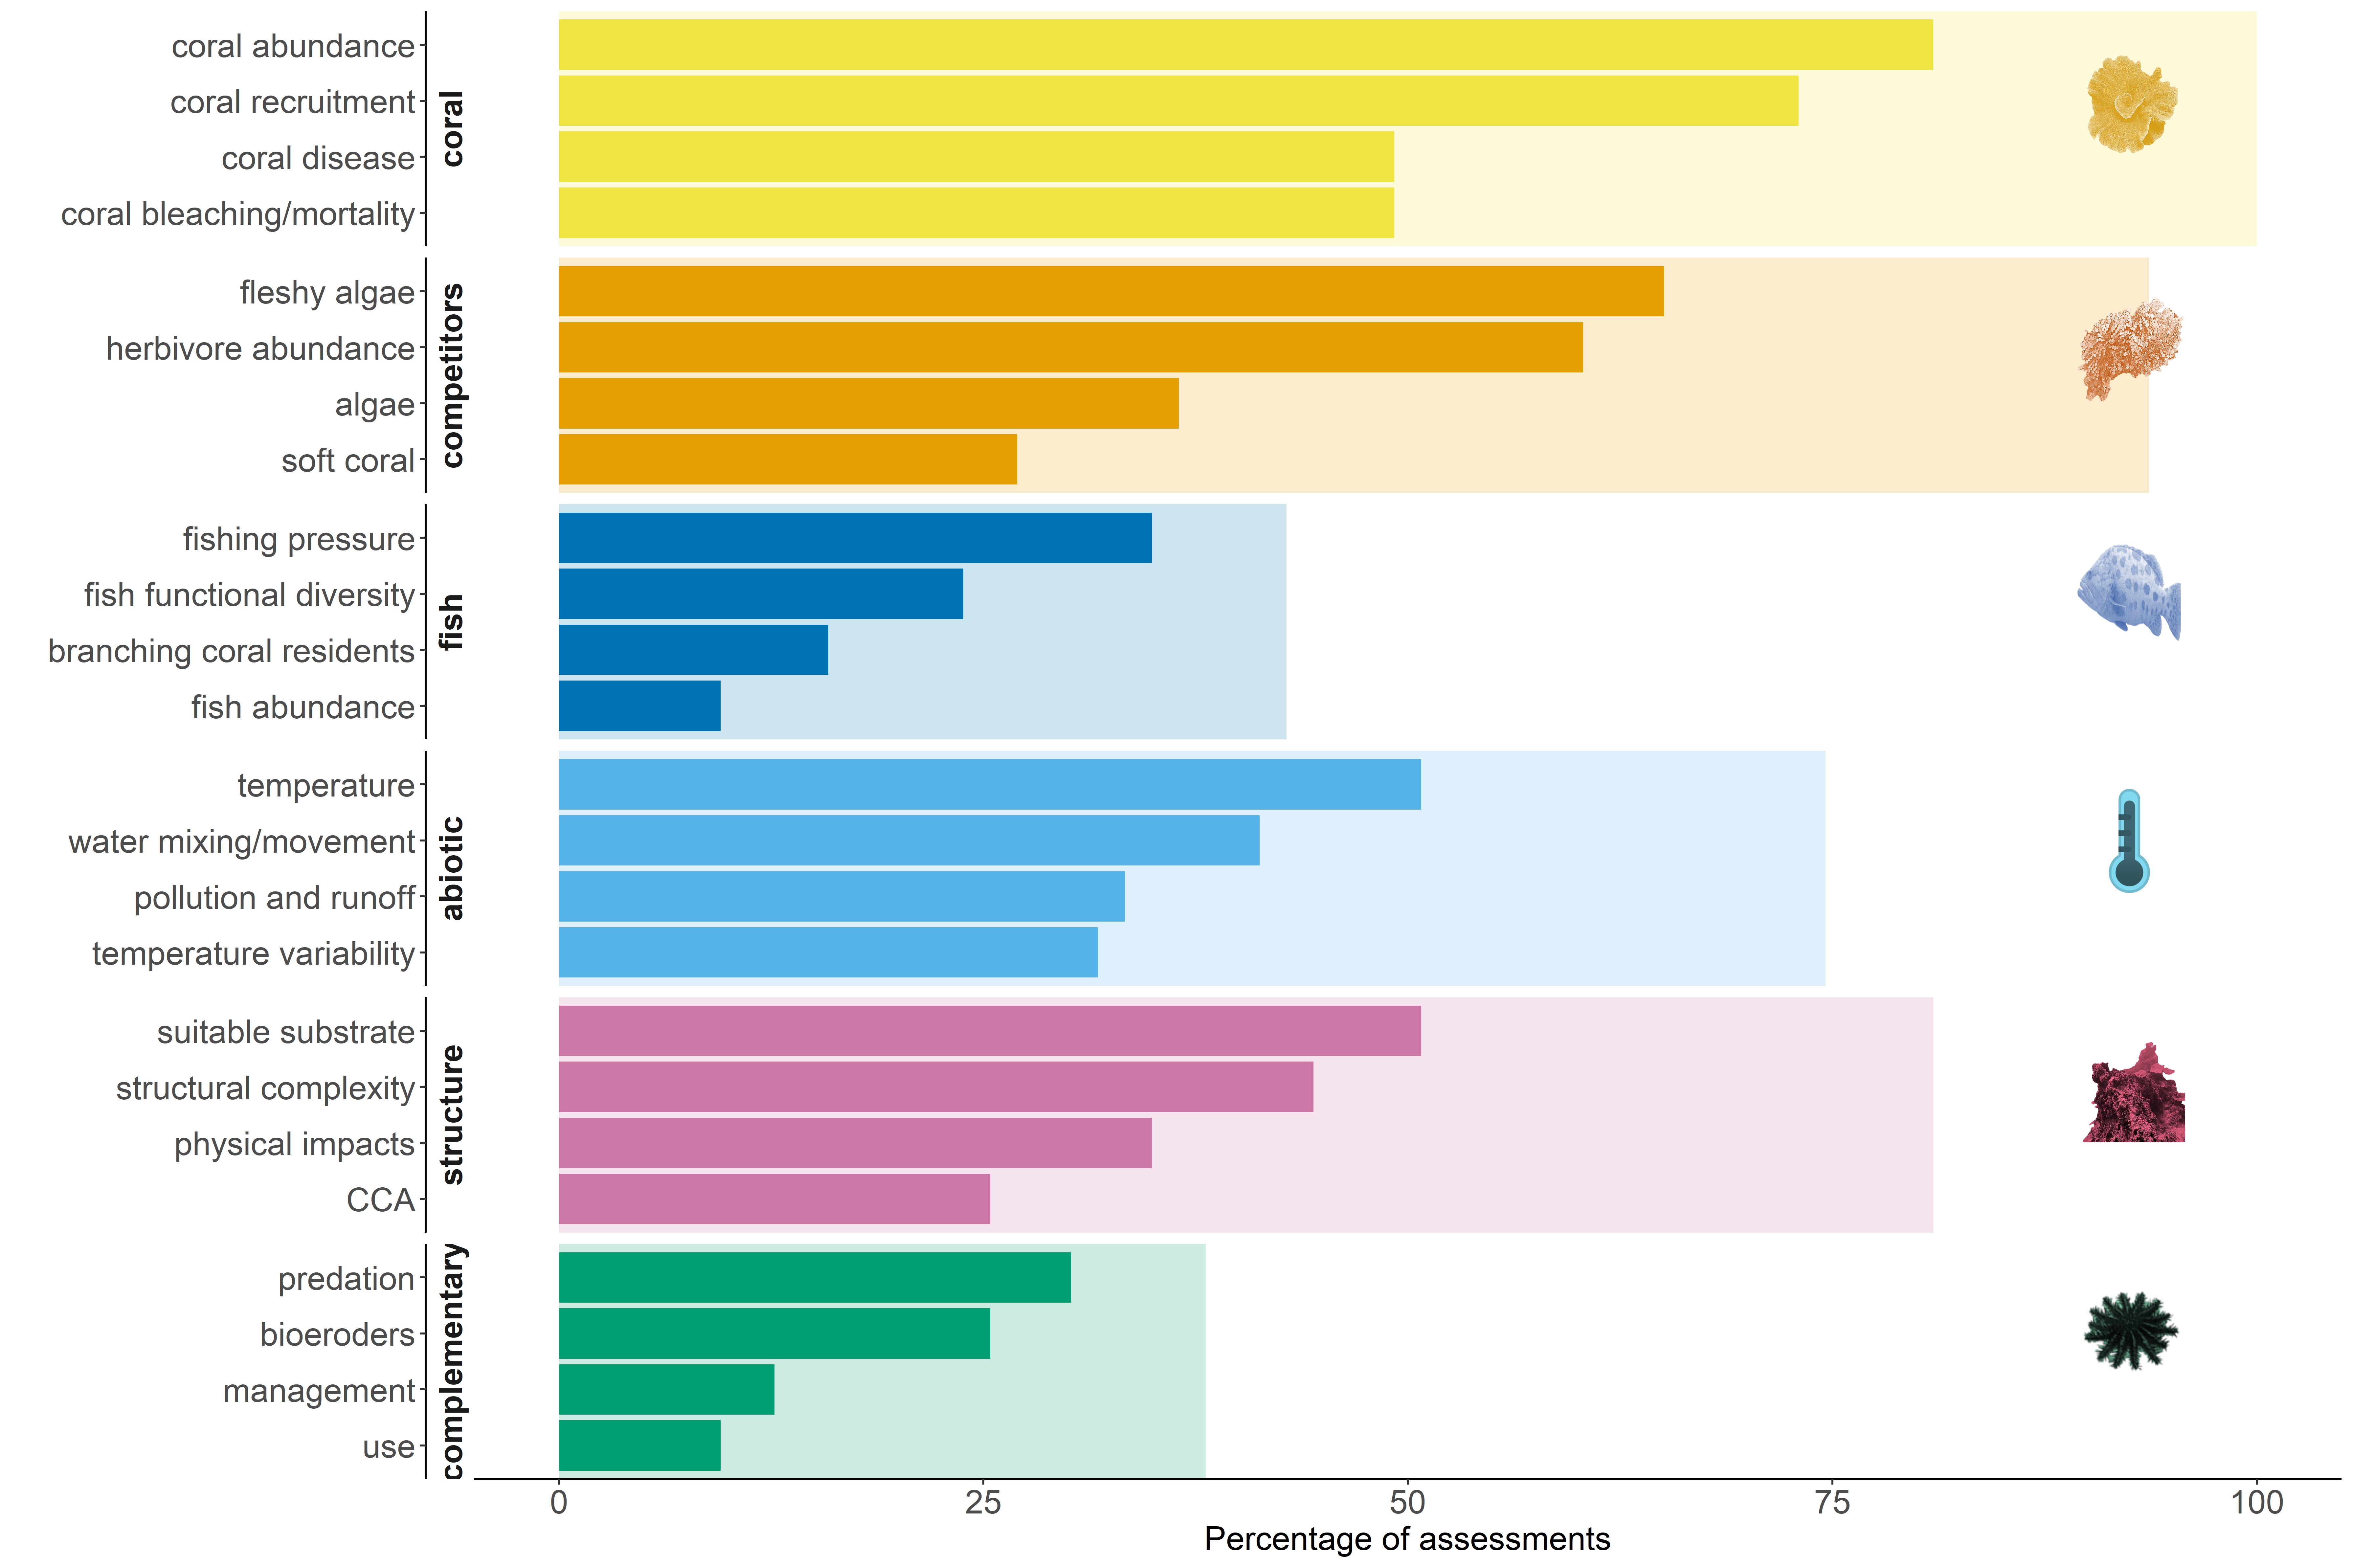 coral abundance
coral recruitment
coral disease
coral bleaching/mortality
coral
fleshy algae
herbivore abundance
algae
soft coral
competitors
fishing pressure
fish functional diversity
branching coral residents
fish abundance
fish
temperature
water mixing/movement
pollution and runoff
temperature variability
abiotic
suitable substrate
structural complexity
physical impacts
CCA
structure
predation
bioeroders
management
use
complementary
0 25 50 75 100
Percentage of assessments